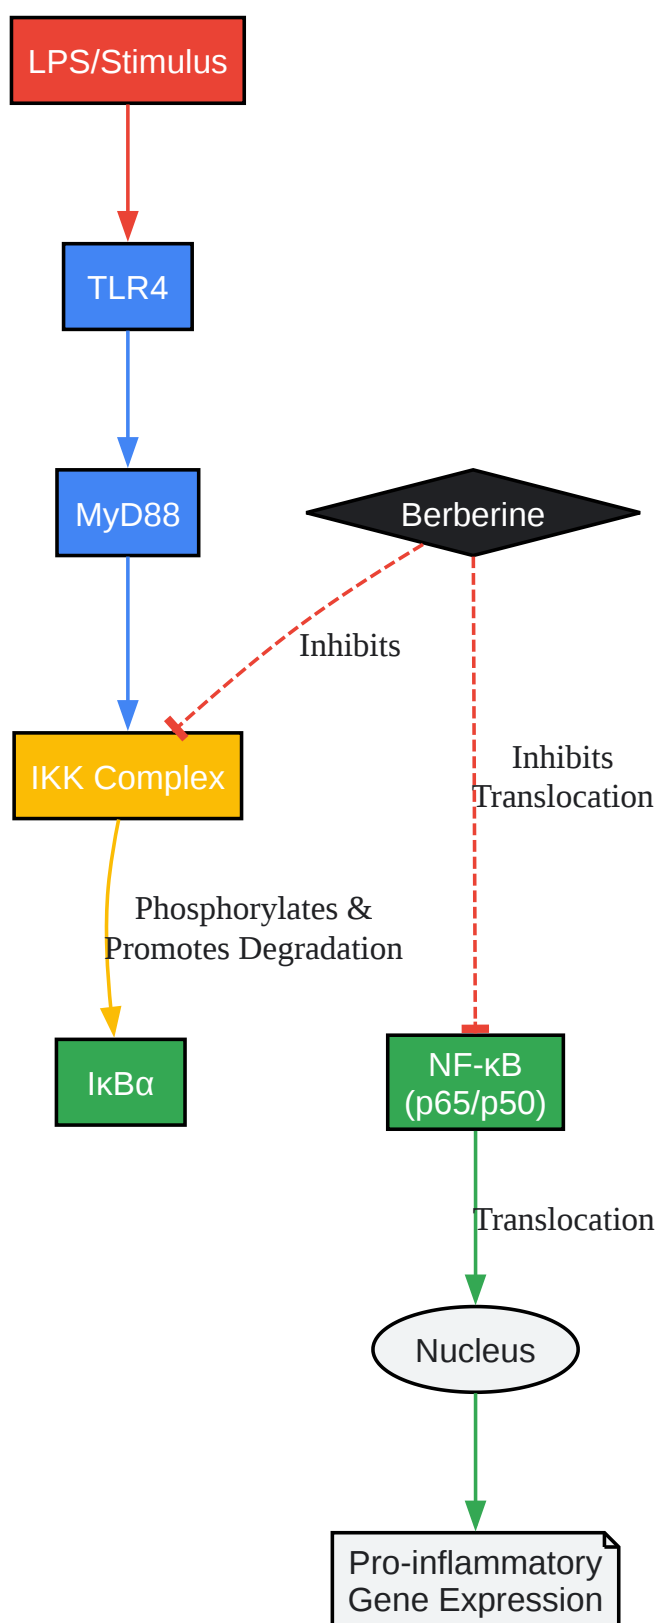 LPS/Stimulus
TLR4
MyD88
Berberine
Inhibits
Inhibits
Translocation
IKK Complex
Phosphorylates &
Promotes Degradation
IκBα
NF-κB
(p65/p50)
Translocation
Nucleus
Pro-inflammatory
Gene Expression